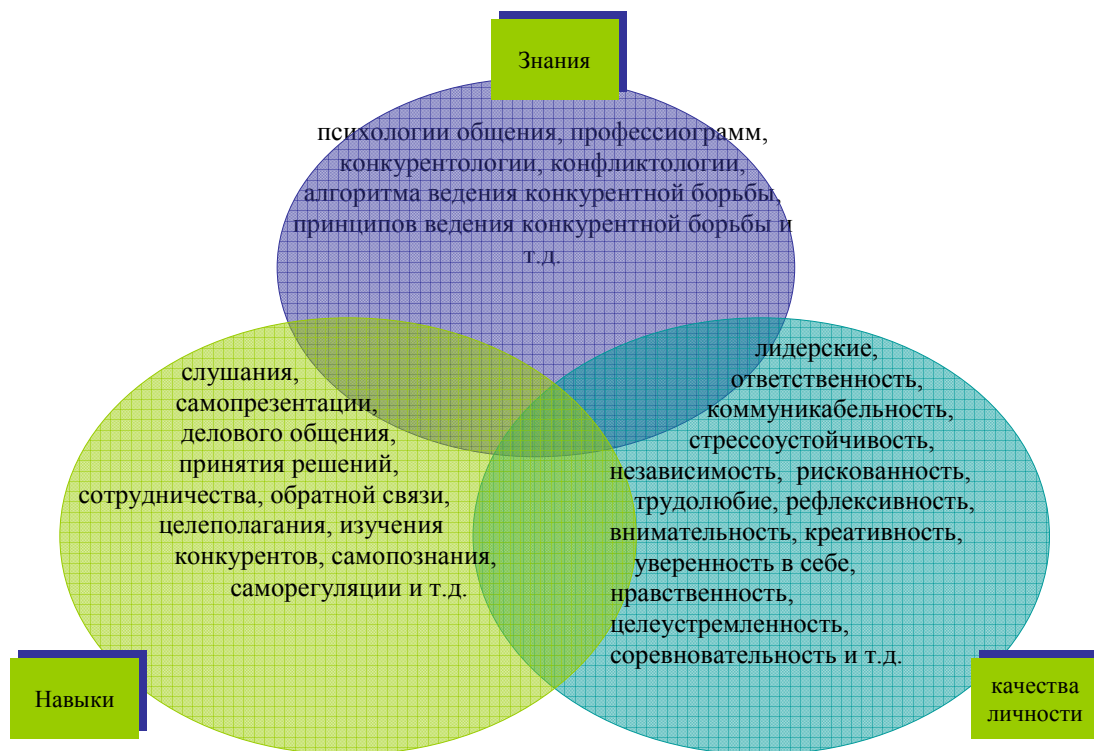 Знания
психологии общения, профессиограмм,
конкурентологии, конфликтологии,
алгоритма ведения конкурентной борьбы,
принципов ведения конкурентной борьбы и
т.д.
слушания,
самопрезентации,
делового общения,
принятия решений,
сотрудничества, обратной связи,
целеполагания, изучения
конкурентов, самопознания,
саморегуляции и т.д.
лидерские,
ответственность,
коммуникабельность,
стрессоустойчивость,
независимость, рискованность,
трудолюбие, рефлексивность,
внимательность, креативность,
уверенность в себе,
нравственность,
целеустремленность,
соревновательность и т.д.
Навыки
качества
личности